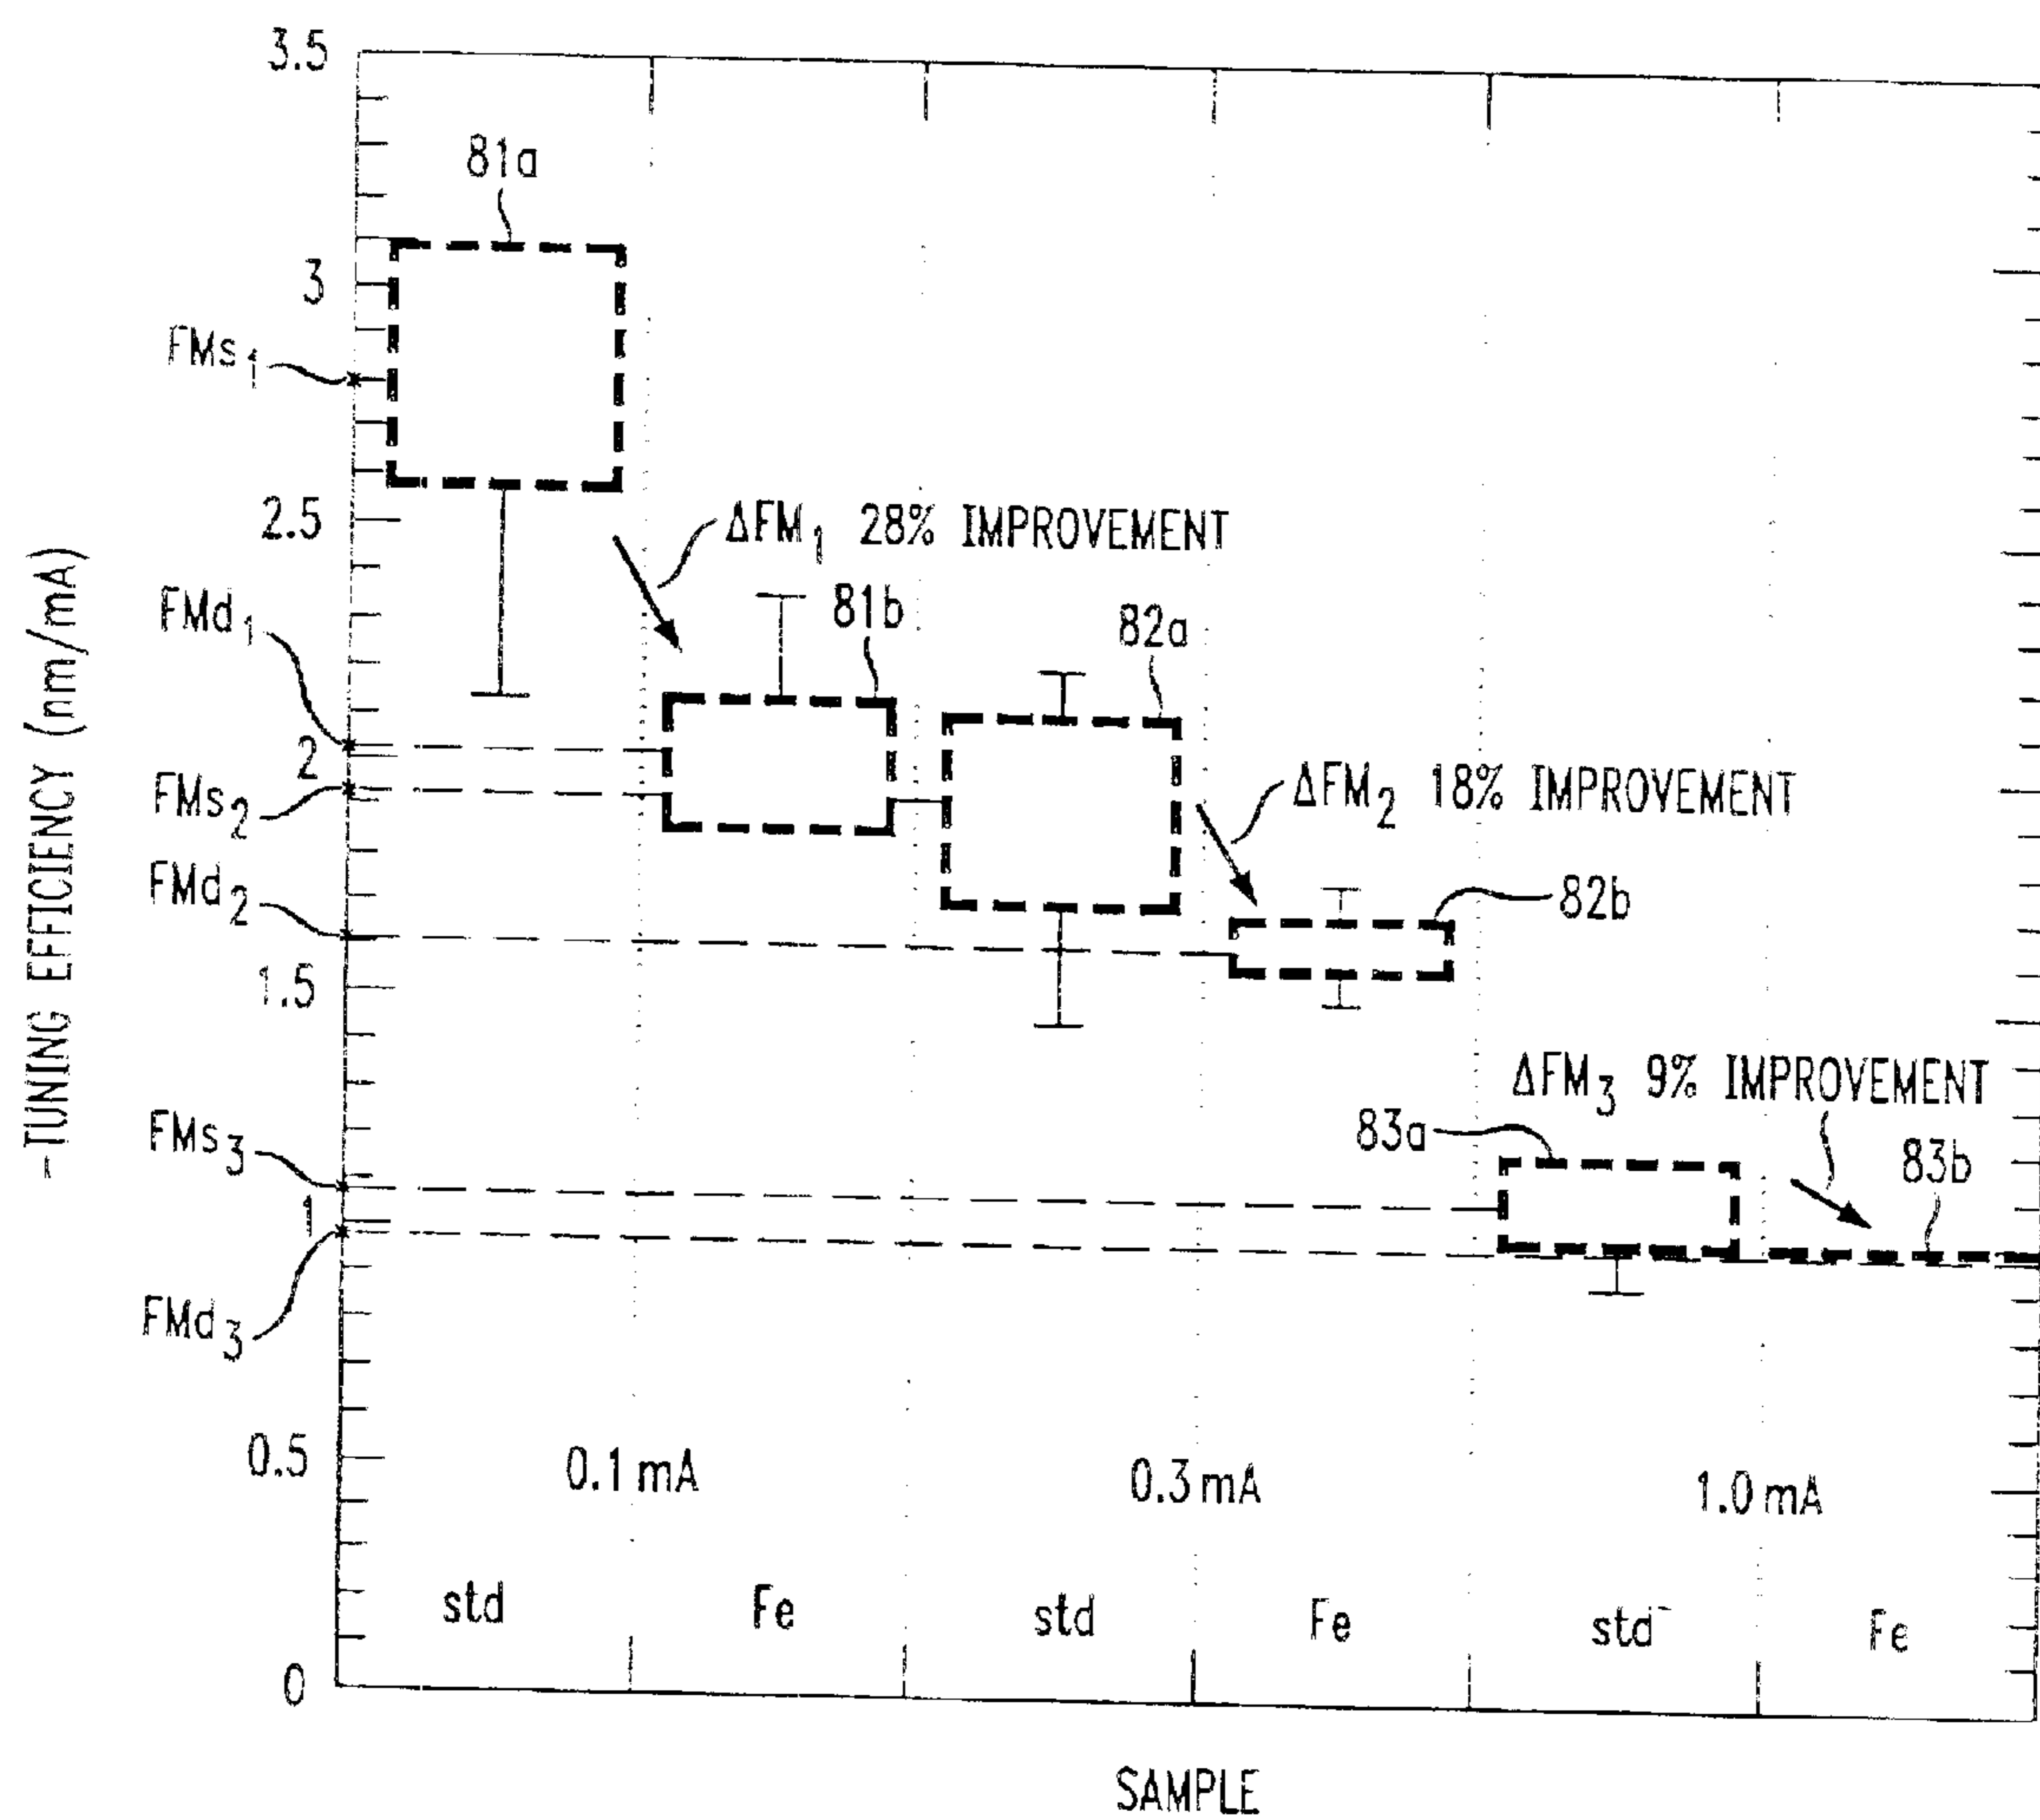 3.5
81a
3
FMs1
2.5
ΔFM1 28% IMPROVEMENT
FMd1
81b
82a
2
FMs2
ΔFM2 18% IMPROVEMENT
FMd2
82b
1.5
-TUNING EFFICIENCY (nm/mA)
ΔFM3 9% IMPROVEMENT
FMs3
83a
83b
1
FMd3
0.5
0.1 mA
0.3 mA
1.0 mA
std Fe std Fe std Fe
0
SAMPLE